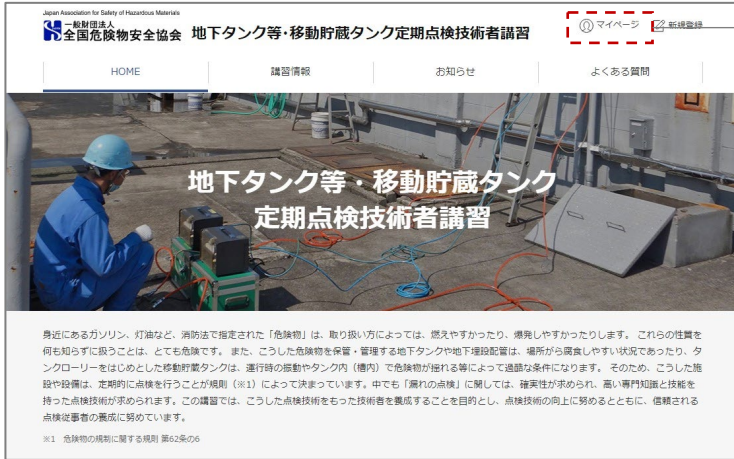 Japan Association for Safety of Hazardous Materials
一般財団法人
全国危険物安全協会 地下タンク等・移動貯蔵タンク定期点検技術者講習
マイページ 新規登録
HOME 講習情報 お知らせ よくある質問
地下タンク等・移動貯蔵タンク
定期点検技術者講習
身近にあるガソリン、灯油など、消防法で指定された「危険物」は、取り扱い方によっては、燃えやすかったり、爆発しやすかったりします。 これらの性質を
何も知らずに扱うことは、とても危険です。 また、こうした危険物を保管・管理する地下タンクや地下埋設配管は、場所がら腐食しやすい状況であったり、タ
ンクローリーをはじめとした移動貯蔵タンクは、運行時の振動やタンク内（槽内）で危険物が揺れる等によって過酷な条件になります。 そのため、こうした施
設や設備は、定期的に点検を行うことが規則（※1）によって決まっています。中でも「漏れの点検」に関しては、確実性が求められ、高い専門知識と技能を
持った点検技術が求められます。この講習では、こうした点検技術をもった技術者を養成することを目的とし、点検技術の向上に努めるとともに、信頼される
点検従事者の養成に努めています。
※1 危険物の規制に関する規則 第62条の6